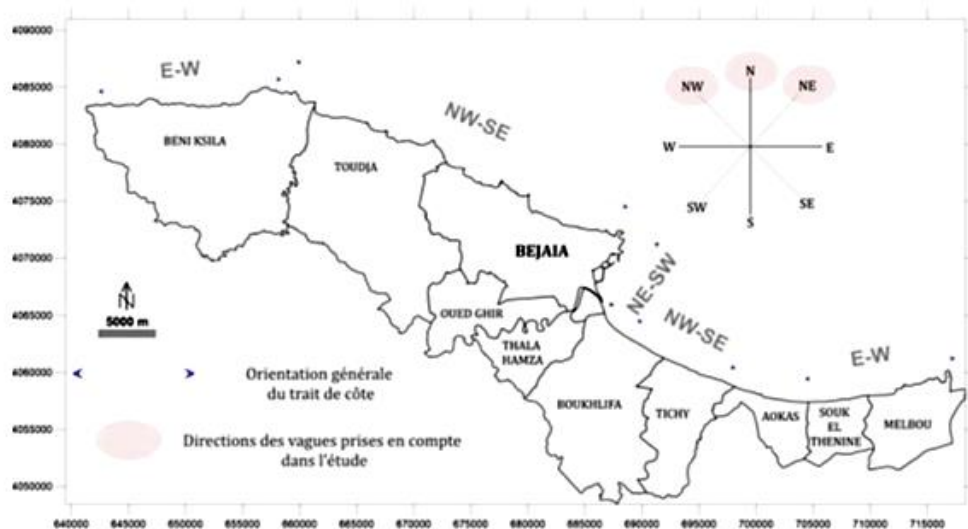 4090000
4085000
4080000
4075000
4070000
4065000
4060000
4055000
4050000
E-W
NW-SE
NE-SW
NW-SE
E-W
NW
N
NE
W
E
SW
S
SE
BENI KSILA
TOUDJA
BEJAIA
OUED GHIR
THALA
HAMZA
BOUKHLIFA
TICHY
AOKAS
SOUK
EL
THENINE
MELBOU
N
5000 m
Orientation générale
du trait de côte
Directions des vagues prises en compte
dans l'étude
640000 645000 650000 655000 660000 665000 670000 675000 680000 685000 690000 695000 700000 705000 710000 715000